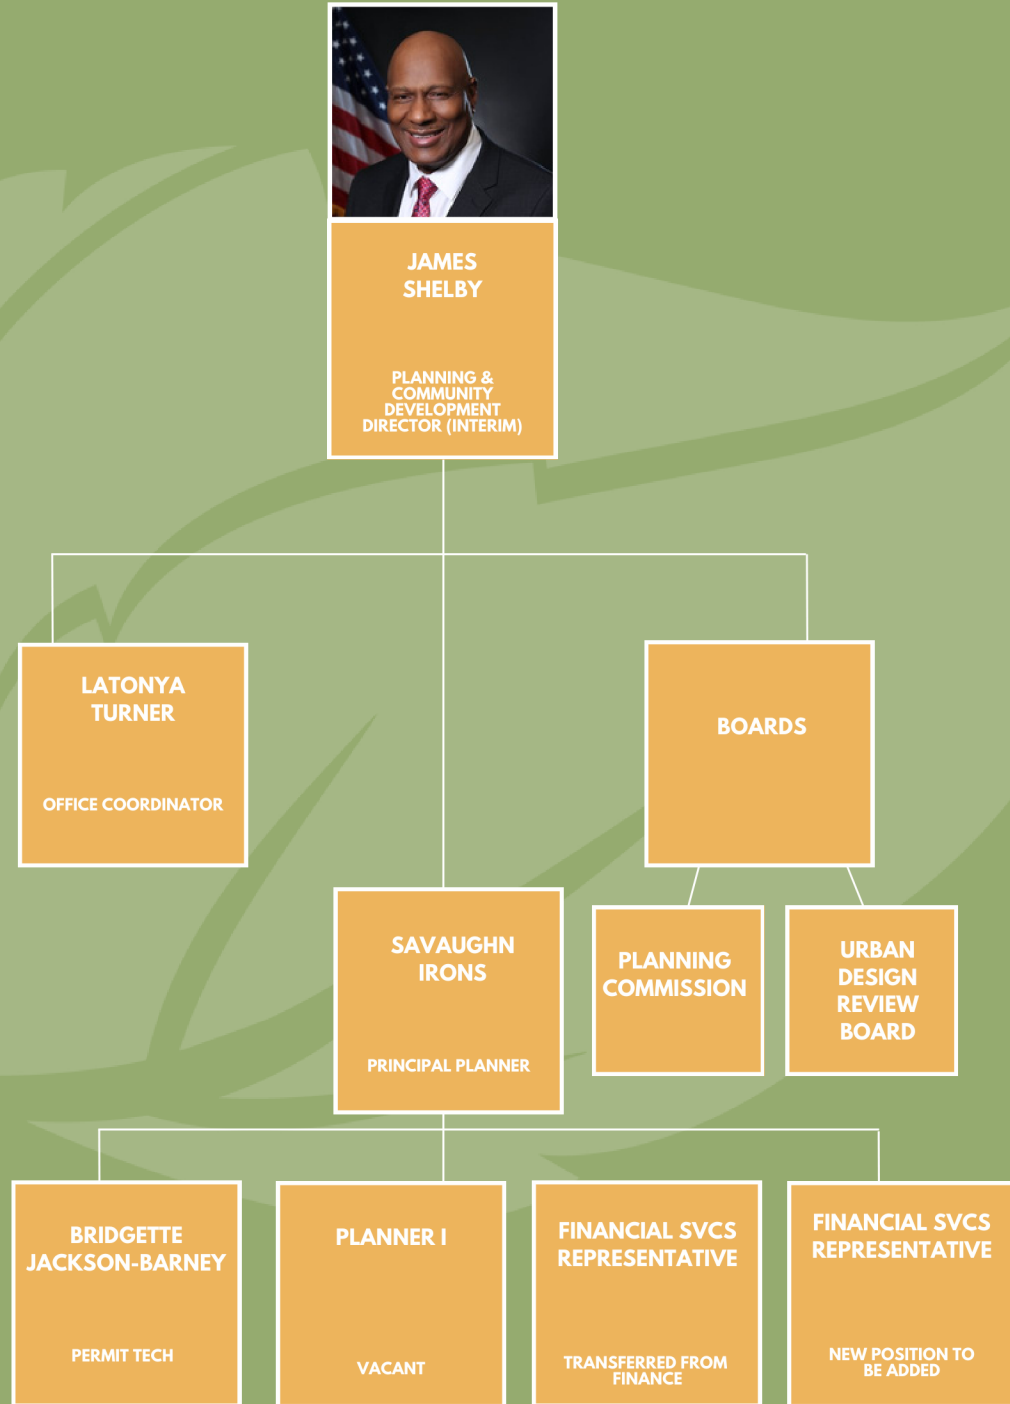 JAMES
SHELBY
PLANNING &
COMMUNITY
DEVELOPMENT
DIRECTOR (INTERIM)
LATONYA
TURNER
OFFICE COORDINATOR
BOARDS
SAVAUGHN
IRONS
PRINCIPAL PLANNER
PLANNING
COMMISSION
URBAN
DESIGN
REVIEW
BOARD
BRIDGETTE
JACKSON-BARNEY
PERMIT TECH
PLANNER I
VACANT
FINANCIAL SVCS
REPRESENTATIVE
TRANSFERRED FROM
FINANCE
FINANCIAL SVCS
REPRESENTATIVE
NEW POSITION TO
BE ADDED